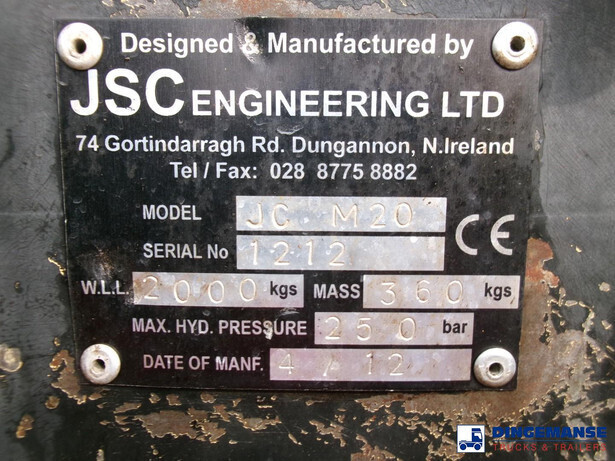 Designed & Manufactured by
JSC ENGINEERING LTD
74 Gortindarragh Rd. Dungannon, N.Ireland
Tel / Fax: 028 8775 8882
MODEL JC M20
SERIAL No 1212
W.L.L. 2000 kgs MASS 360 kgs
MAX. HYD. PRESSURE 250 bar
DATE OF MANF. 4 / 12
CE
DINGEMANSE
TRUCKS & TRAILERS